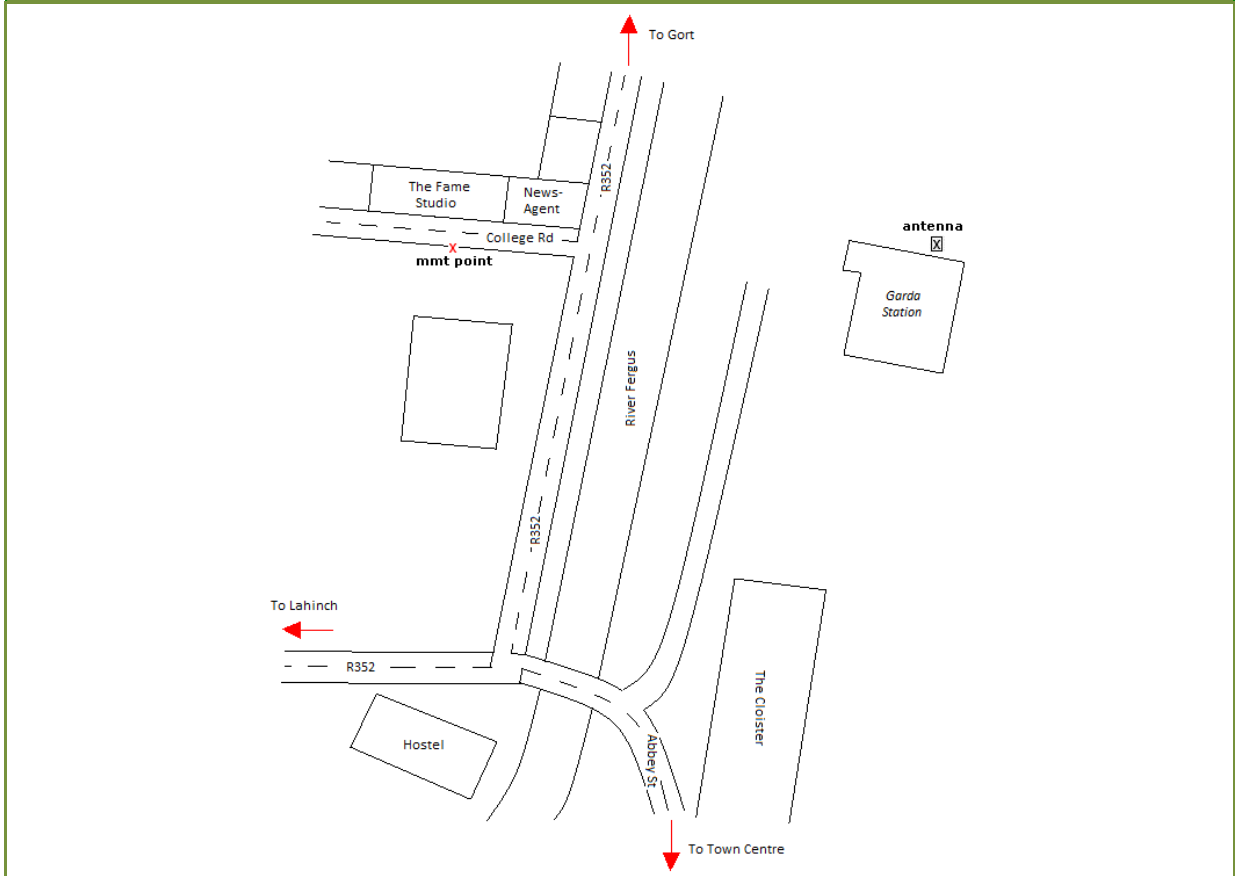 To Gort
R352
The Fame
Studio
News-
Agent
College Rd
mmt point
antenna
X
Garda
Station
River Fergus
R352
To Lahinch
R352
Hostel
The Cloister
Abbey St
To Town Centre